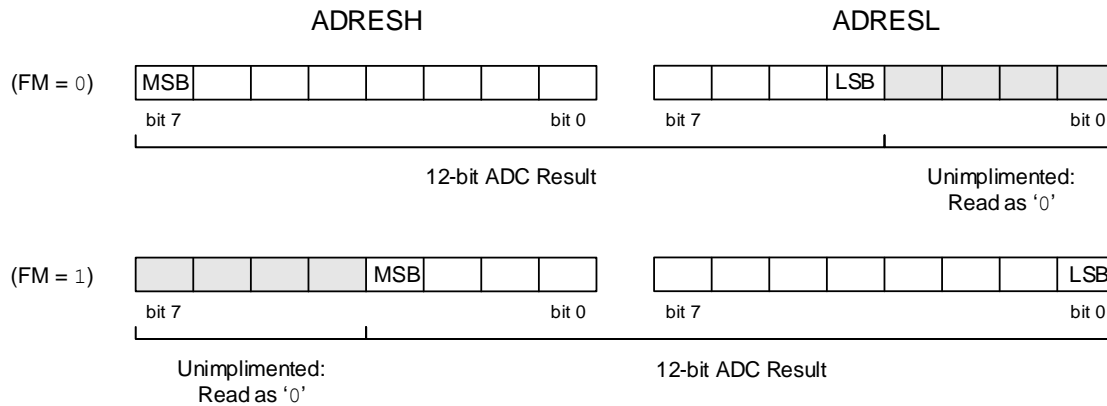 ADRESH ADRESL
(FM = 0) MSB LSB
bit 7 bit 0 bit 7 bit 0
12-bit ADC Result Unimplimented:
Read as ‘0’
(FM = 1) MSB LSB
bit 7 bit 0 bit 7 bit 0
Unimplimented: 12-bit ADC Result
Read as ‘0’